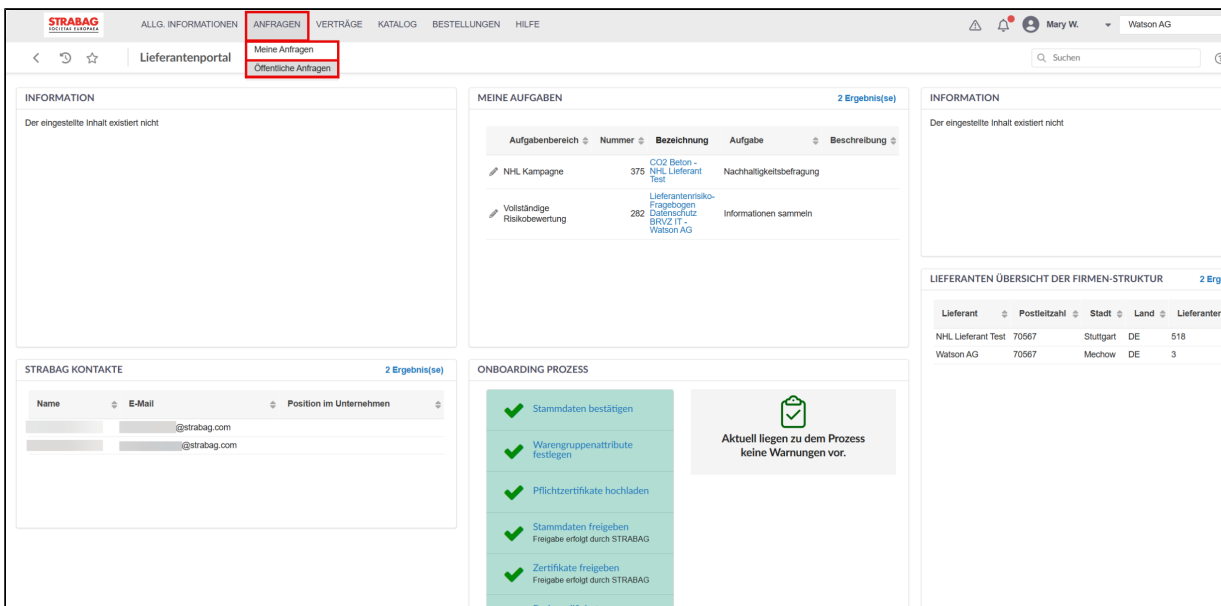 STRABAG
SOCIETAS EUROPAEA
ALLG. INFORMATIONEN ANFRAGEN VERTRÄGE KATALOG BESTELLUNGEN HILFE
Mary W. Watson AG
Lieferantenportal
Meine Anfragen
Öffentliche Anfragen
Suchen
INFORMATION
Der eingestellte Inhalt existiert nicht
MEINE AUFGABEN 2 Ergebnis(se)
Aufgabenbereich Nummer Bezeichnung Aufgabe Beschreibung
NHL Kampagne 375 CO2 Beton -
NHL Lieferant
Test
Nachhaltigkeitsbefragung
Vollständige
Risikobewertung
282
Lieferantenrisiko-
Fragebogen
Datenschutz
BRVZ IT -
Watson AG
Informationen sammeln
INFORMATION
Der eingestellte Inhalt existiert nicht
LIEFERANTEN ÜBERSICHT DER FIRMEN-STRUKTUR 2 Erg
Lieferant Postleitzahl Stadt Land Lieferanten
NHL Lieferant Test 70567 Stuttgart DE 518
Watson AG 70567 Mechow DE 3
STRABAG KONTAKTE 2 Ergebnis(se)
Name E-Mail Position im Unternehmen
@strabag.com
@strabag.com
ONBOARDING PROZESS
Stammdaten bestätigen
Warengruppenattribute
festlegen
Pflichtzertifikate hochladen
Stammdaten freigeben
Freigabe erfolgt durch STRABAG
Zertifikate freigeben
Freigabe erfolgt durch STRABAG
Aktuell liegen zu dem Prozess
keine Warnungen vor.